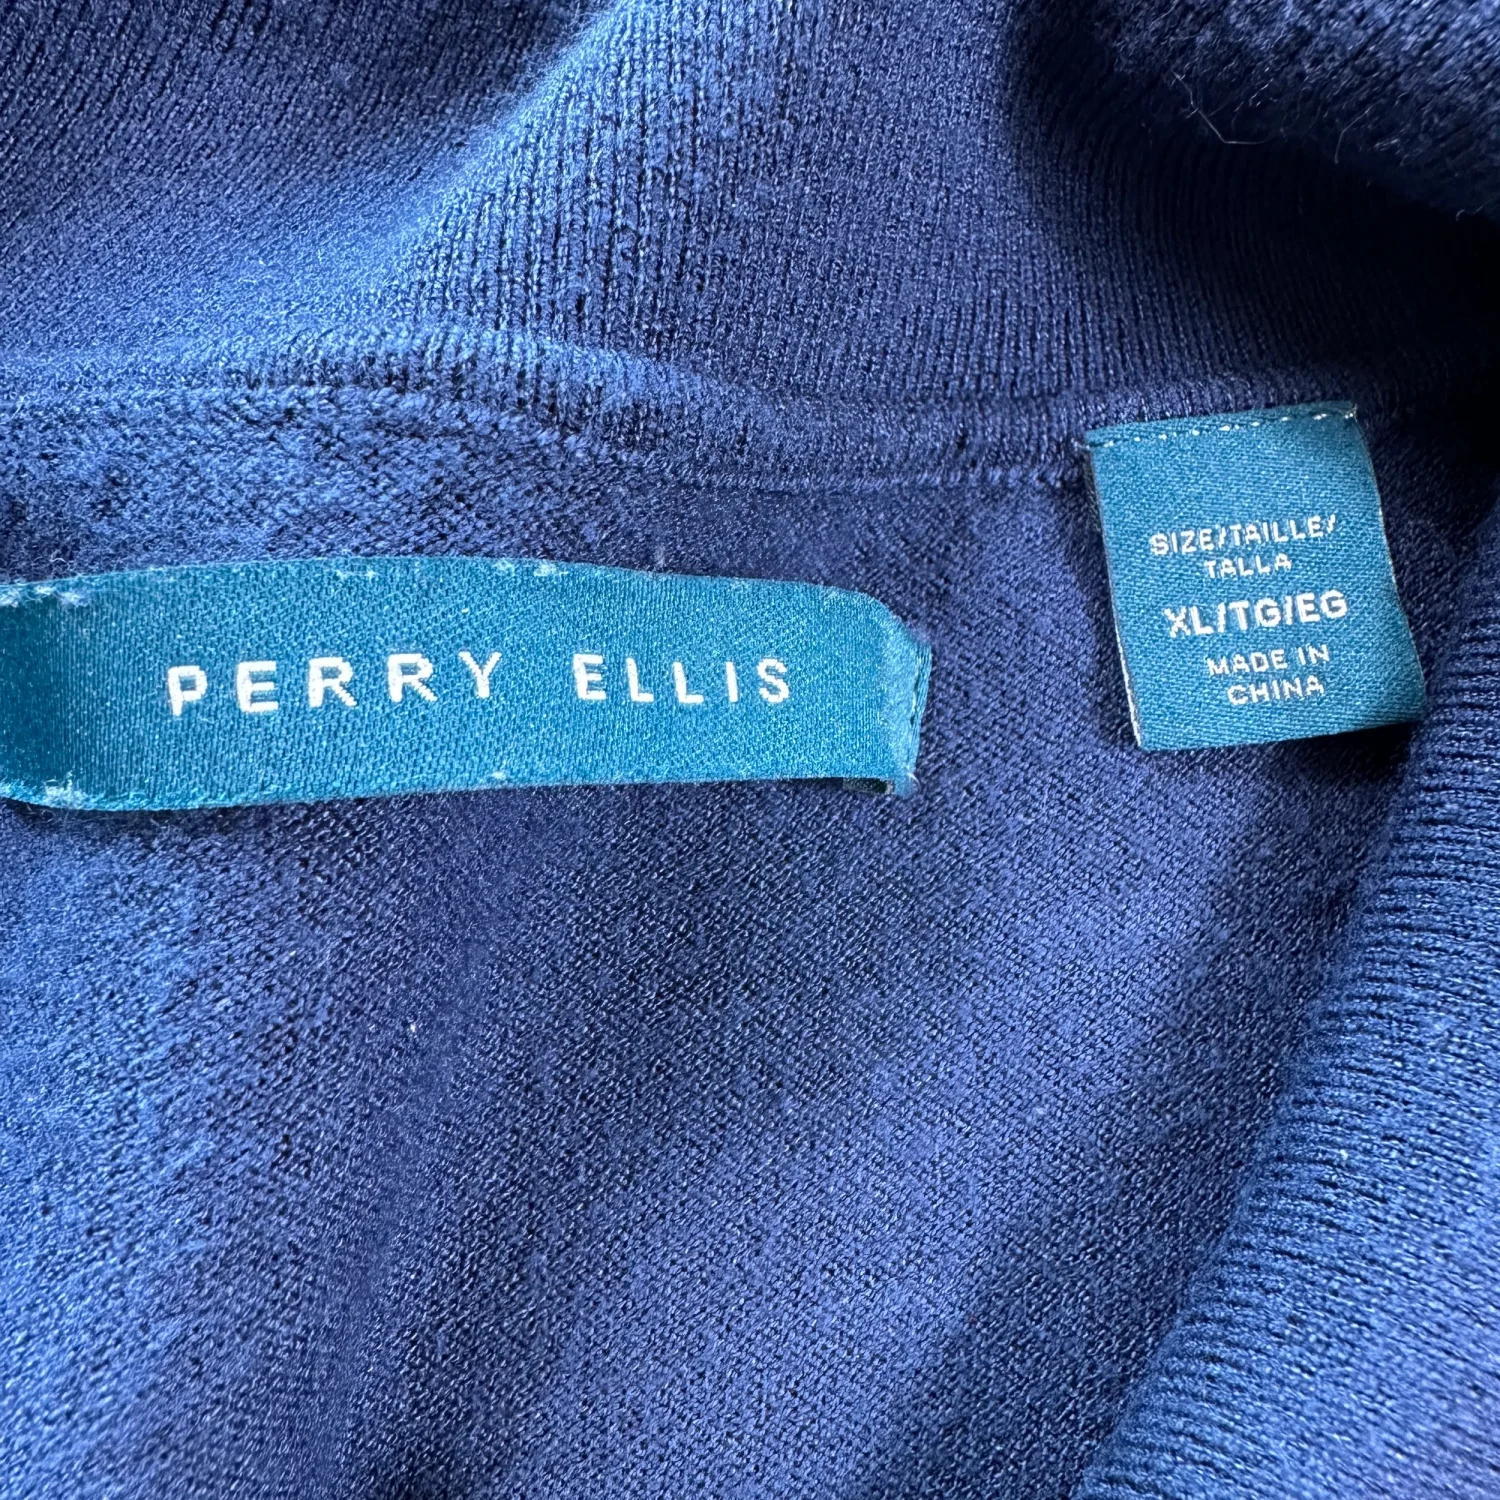 PERRY ELLIS
SIZE/TAILLE/
TALLA
XL/TG/EG
MADE IN
CHINA